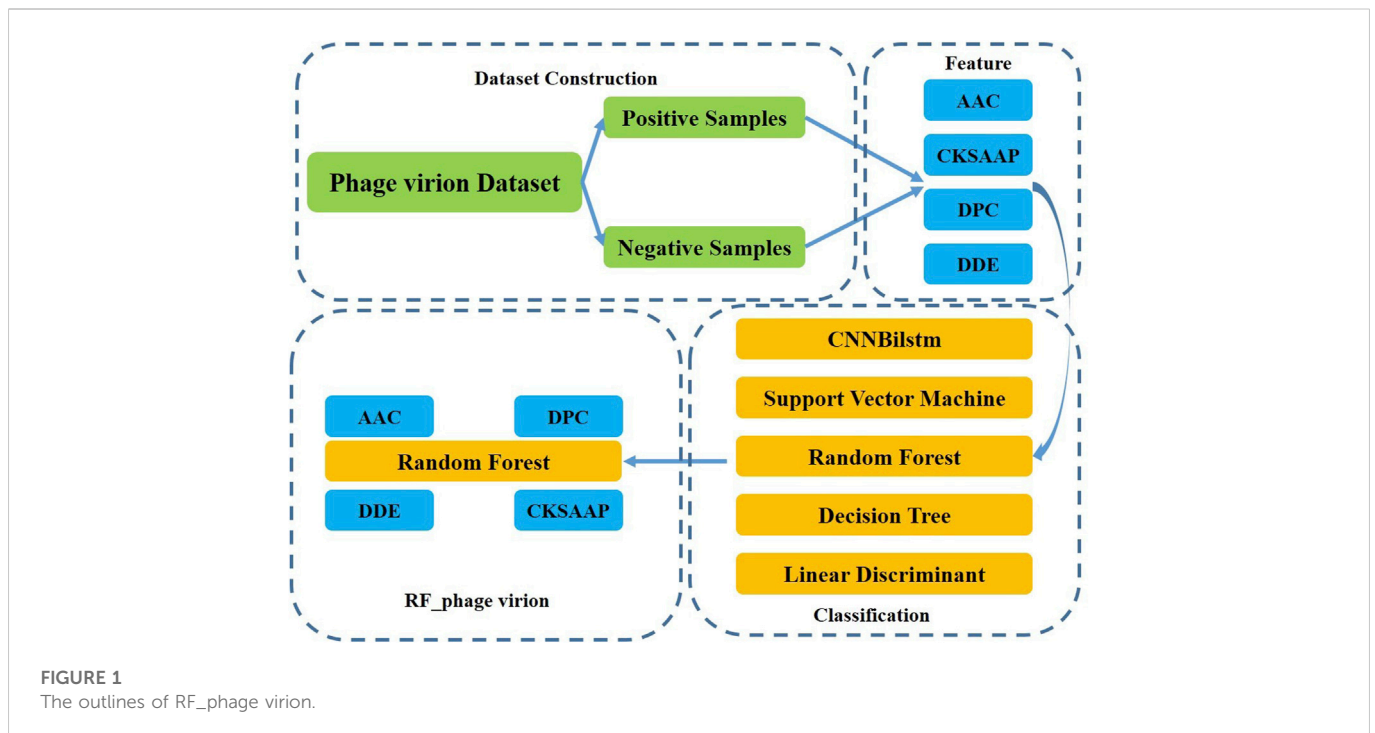 Dataset Construction
Phage virion Dataset
Positive Samples
Negative Samples
Feature
AAC
CKSAAP
DPC
DDE
CNNBilstm
Support Vector Machine
Random Forest
Decision Tree
Linear Discriminant
Classification
AAC
DPC
Random Forest
DDE
CKSAAP
RF_phage virion
FIGURE 1
The outlines of RF_phage virion.